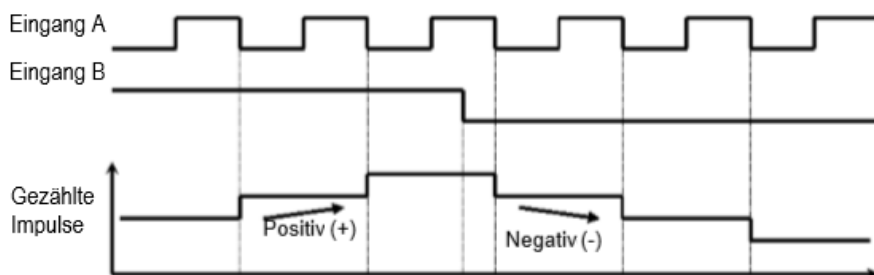 Eingang A
Eingang B
Gezählte
Impulse
Positiv (+)
Negativ (-)